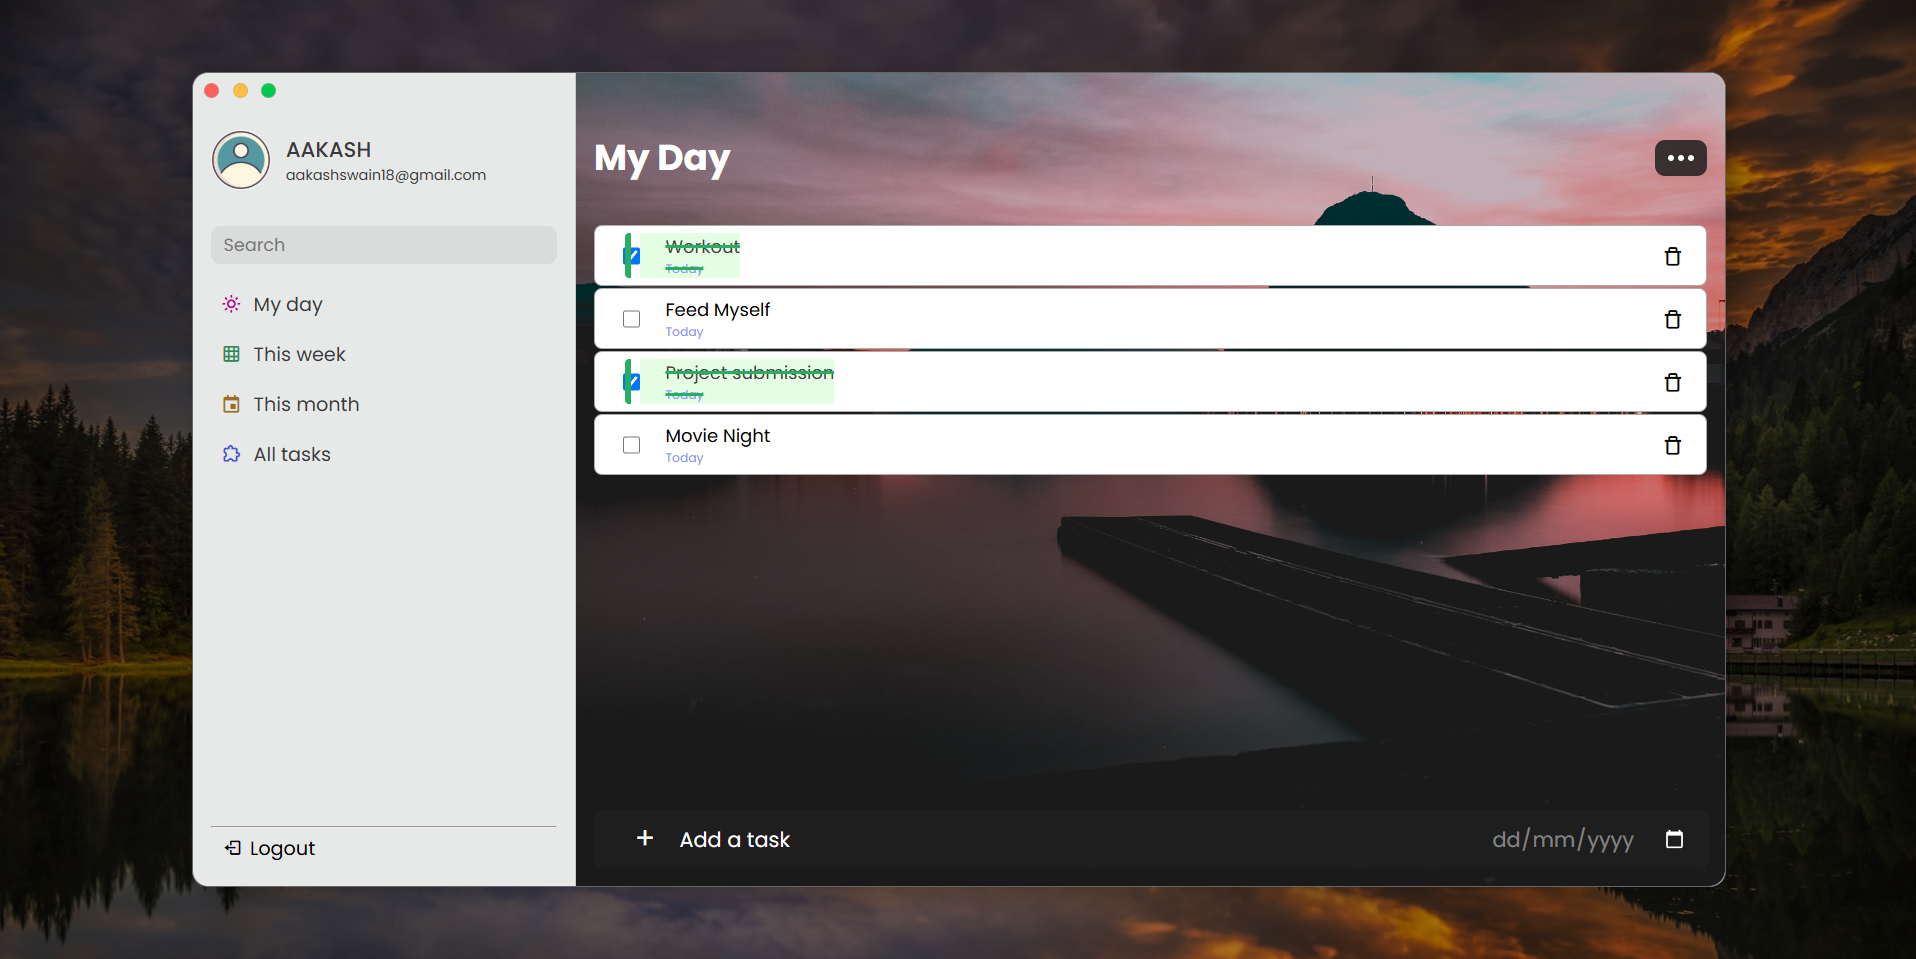 AAKASH
aakashswain18@gmail.com
Search
My day
This week
This month
All tasks
Logout
My Day
Workout
Today
Feed Myself
Today
Project submission
Today
Movie Night
Today
Add a task dd/mm/yyyy